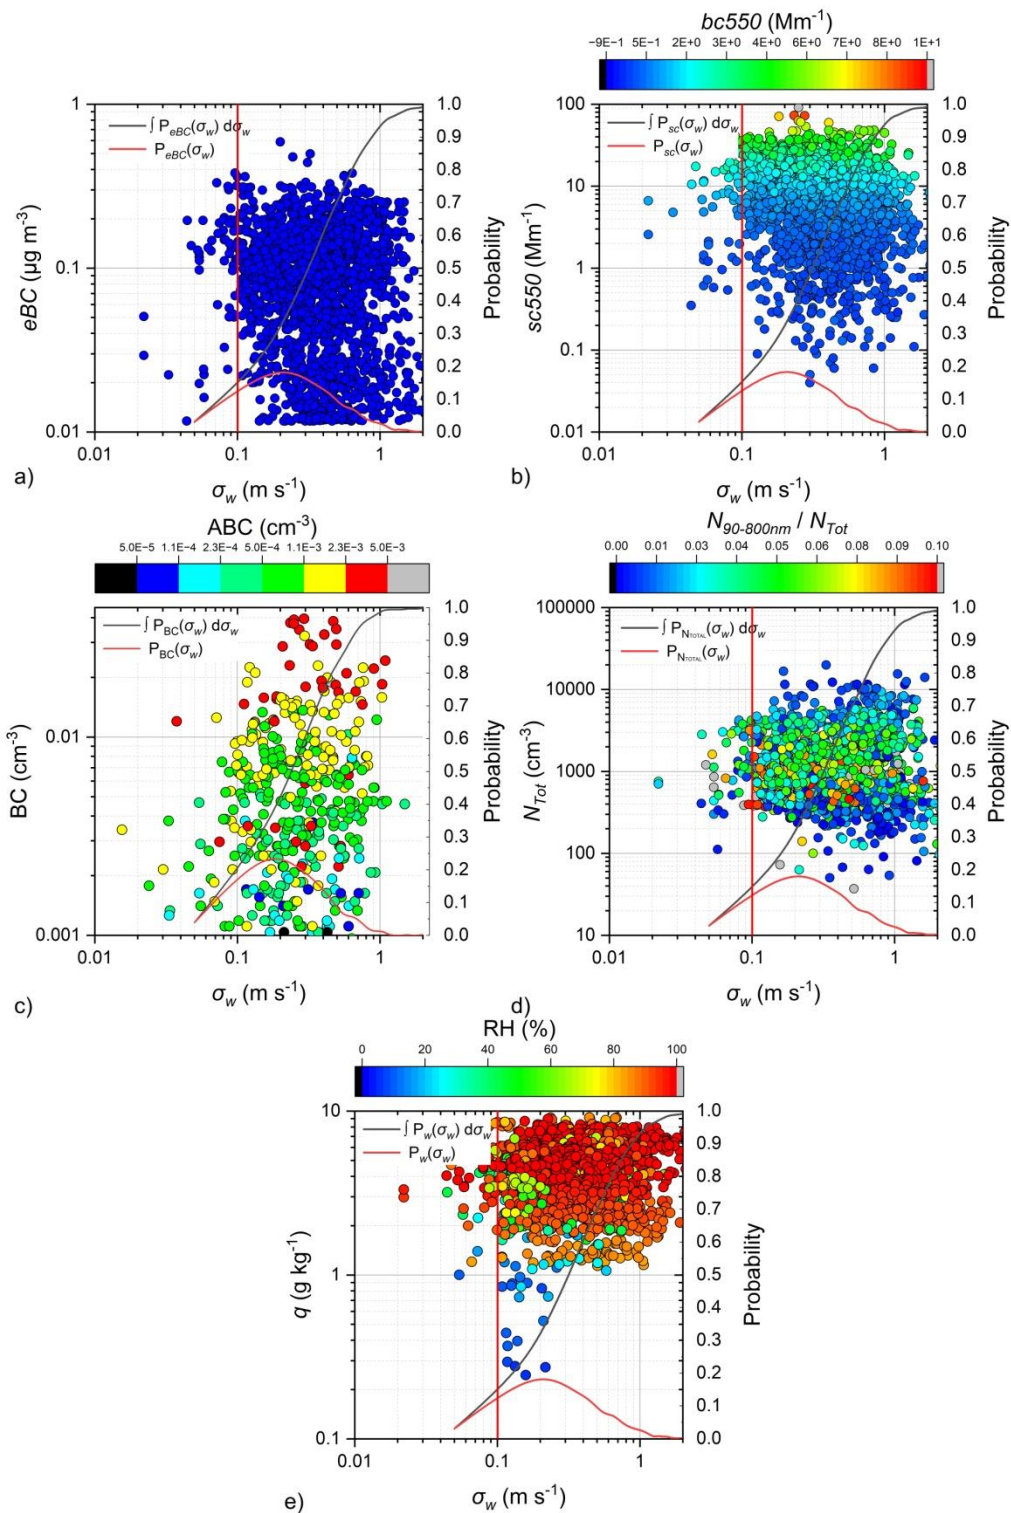 bc550 (Mm⁻¹)
−9E−1 5E−1 2E+0 3E+0 4E+0 6E+0 7E+0 8E+0 1E+1
1
0.1
0.01
eBC (µg m⁻³)
∫ P_eBC(σ_w) dσ_w
P_eBC(σ_w)
1.0
0.9
0.8
0.7
0.6
0.5
0.4
0.3
0.2
0.1
0.0
Probability
0.01 0.1 1
σ_w (m s⁻¹)
a)
100
10
1
0.1
0.01
sc550 (Mm⁻¹)
∫ P_sc(σ_w) dσ_w
P_sc(σ_w)
1.0
0.9
0.8
0.7
0.6
0.5
0.4
0.3
0.2
0.1
0.0
Probability
0.01 0.1 1
σ_w (m s⁻¹)
b)
ABC (cm⁻³)
5.0E−5 1.1E−4 2.3E−4 5.0E−4 1.1E−3 2.3E−3 5.0E−3
0.01
0.001
BC (cm⁻³)
∫ P_BC(σ_w) dσ_w
P_BC(σ_w)
1.0
0.9
0.8
0.7
0.6
0.5
0.4
0.3
0.2
0.1
0.0
Probability
0.01 0.1 1
σ_w (m s⁻¹)
c)
N_90-800nm / N_Tot
0.00 0.01 0.02 0.03 0.04 0.05 0.06 0.07 0.08 0.09 0.10
100000
10000
1000
100
10
N_Tot (cm⁻³)
∫ P_N_TOTAL(σ_w) dσ_w
P_N_TOTAL(σ_w)
1.0
0.9
0.8
0.7
0.6
0.5
0.4
0.3
0.2
0.1
0.0
Probability
0.01 0.1 1
σ_w (m s⁻¹)
d)
RH (%)
0 20 40 60 80 100
10
1
0.1
q (g kg⁻¹)
∫ P_w(σ_w) dσ_w
P_w(σ_w)
1.0
0.9
0.8
0.7
0.6
0.5
0.4
0.3
0.2
0.1
0.0
Probability
0.01 0.1 1
σ_w (m s⁻¹)
e)